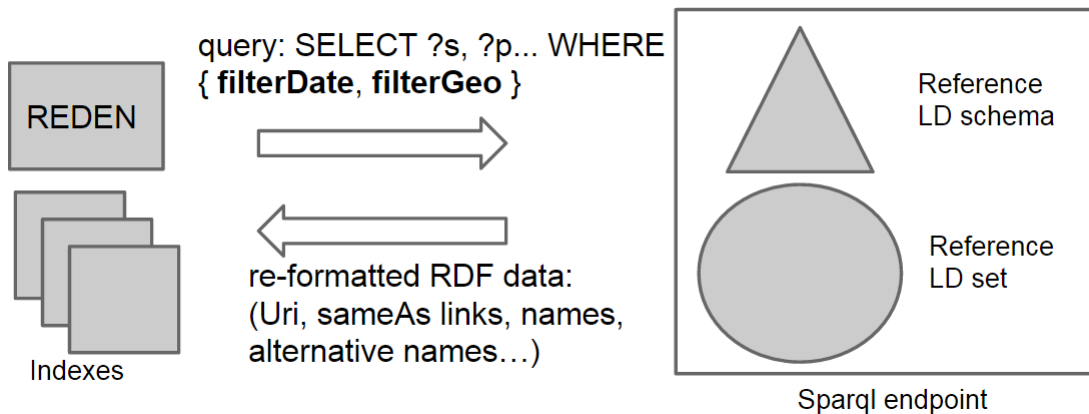 query: SELECT ?s, ?p... WHERE
{ filterDate, filterGeo }
REDEN
re-formatted RDF data:
(Uri, sameAs links, names,
alternative names…)
Indexes
Reference
LD schema
Reference
LD set
Sparql endpoint